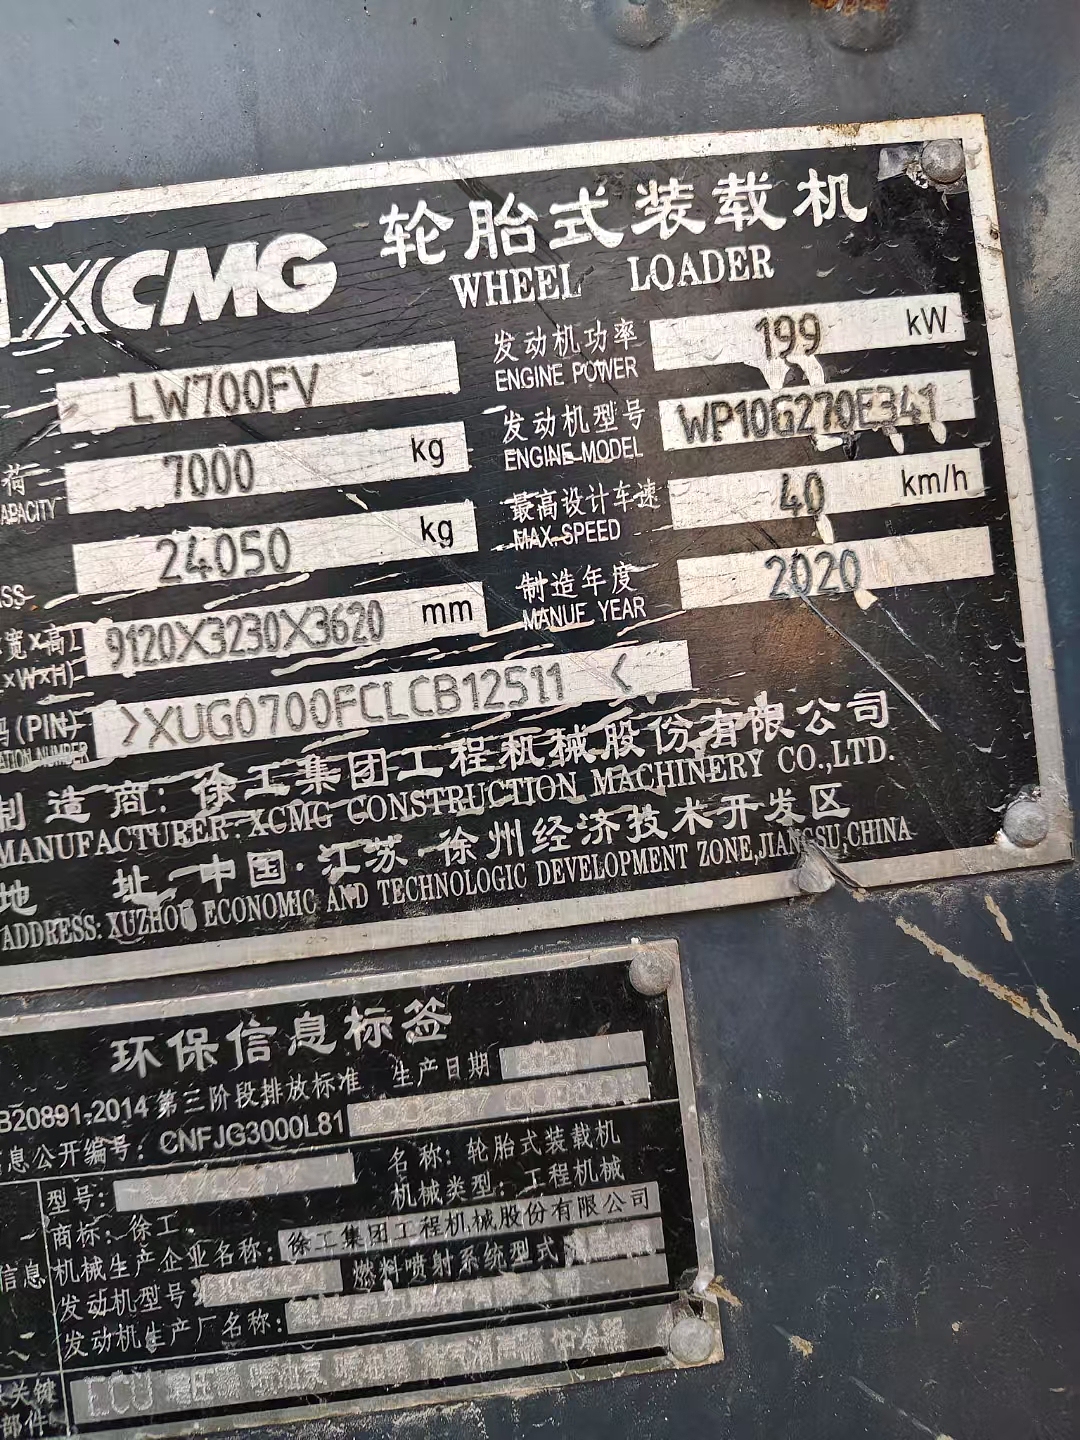 XCMG 轮胎式装载机
WHEEL LOADER
LW700FV
发动机功率 199 kW
ENGINE POWER
荷 7000 kg
APACITY
发动机型号 WP10G270E341
ENGINE MODEL
24050 kg
ASS
最高设计车速 40 km/h
MAX. SPEED
宽×高 9120X3230X3620 mm
×W×H)
制造年度 2020
MANUF YEAR
码(PIN) >XUG0700FCLCB12511<
ATION NUMBER
制造商: 徐工集团工程机械股份有限公司
MANUFACTURER: XCMG CONSTRUCTION MACHINERY CO.,LTD.
地址: 中国·江苏·徐州经济技术开发区
ADDRESS: XUZHOU ECONOMIC AND TECHNOLOGIC DEVELOPMENT ZONE,JIANGSU,CHINA
环保信息标签
B20891-2014 第三阶段排放标准 生产日期
息公开编号: CNFJG3000L81
型号: 名称: 轮胎式装载机
商标: 徐工 机械类型: 工程机械
机械生产企业名称: 徐工集团工程机械股份有限公司
信息 发动机型号 燃料喷射系统型式
发动机生产厂名称:
关键 ECU 喷油泵
部件